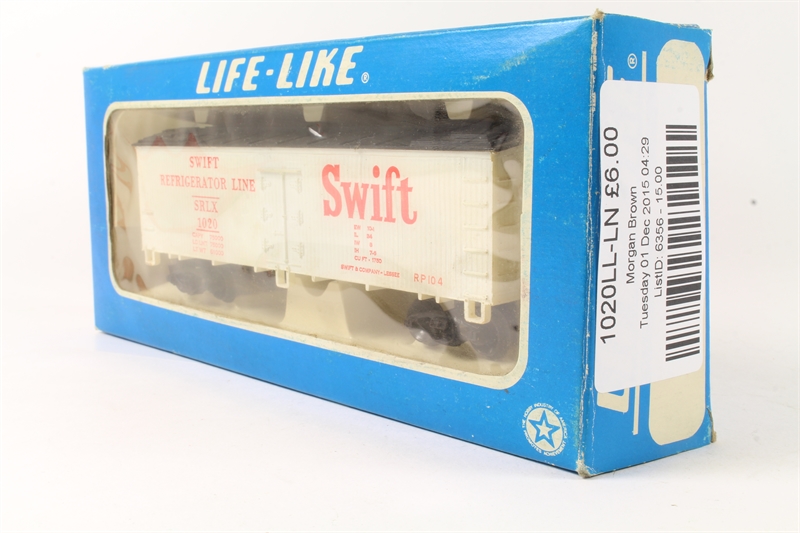 LIFE-LIKE®
SWIFT
REFRIGERATOR LINE
SRLX
1020
Swift
RP104
1020LL-LN £6.00
Morgan Brown
Tuesday 01 Dec 2015 04:29
ListID: 6356 - 15.00
®